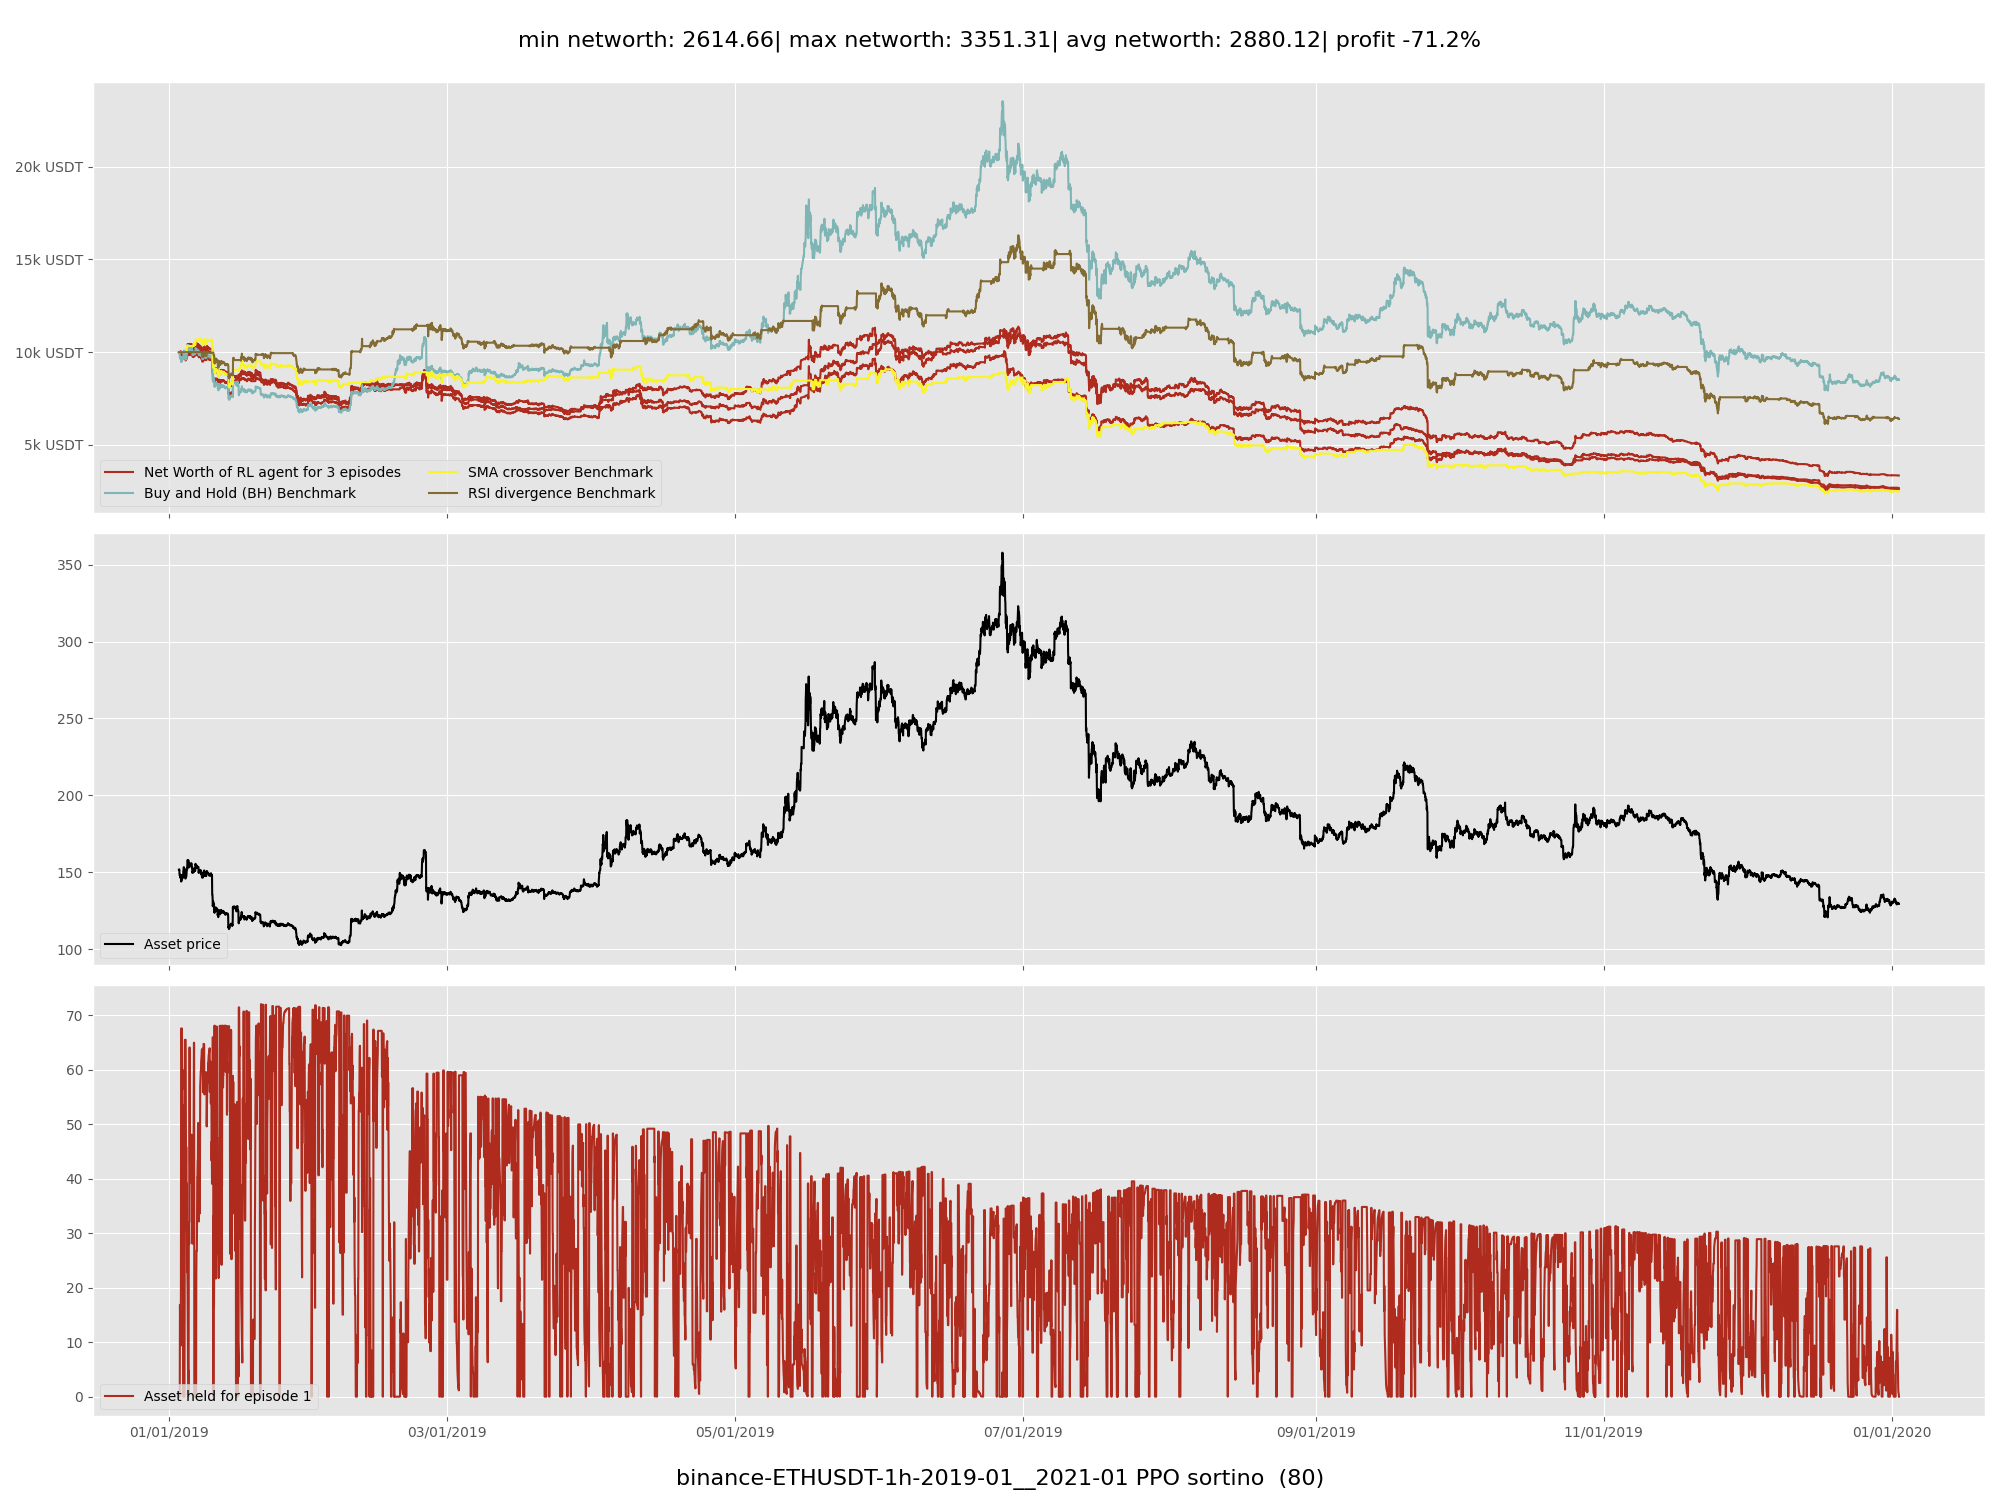 min networth: 2614.66| max networth: 3351.31| avg networth: 2880.12| profit -71.2%
20k USDT
15k USDT
10k USDT
5k USDT
Net Worth of RL agent for 3 episodes
Buy and Hold (BH) Benchmark
SMA crossover Benchmark
RSI divergence Benchmark
350
300
250
200
150
100
Asset price
70
60
50
40
30
20
10
0
Asset held for episode 1
01/01/2019 03/01/2019 05/01/2019 07/01/2019 09/01/2019 11/01/2019 01/01/2020
binance-ETHUSDT-1h-2019-01__2021-01 PPO sortino  (80)